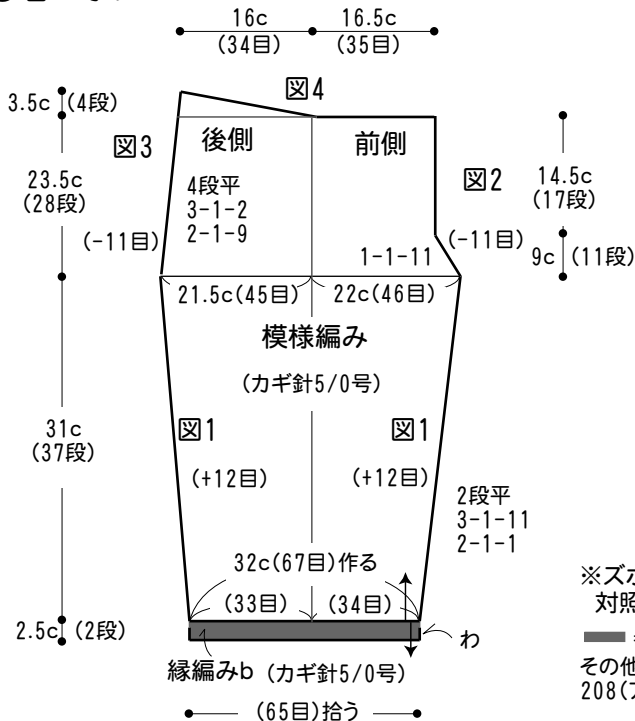 16c
16.5c
(34目)
(35目)
3.5c
(4段)
図4
図3
後側
前側
23.5c
(28段)
4段平
3-1-2
2-1-9
図2
14.5c
(17段)
(-11目)
1-1-11
(-11目)
9c
(11段)
21.5c(45目)
22c(46目)
模様編み
(カギ針5/0号)
31c
(37段)
図1
図1
(+12目)
(+12目)
2段平
3-1-11
2-1-1
32c(67目)作る
(33目)
(34目)
2.5c
(2段)
わ
縁編みb (カギ針5/0号)
(65目)拾う
※ズボ
対照
その他